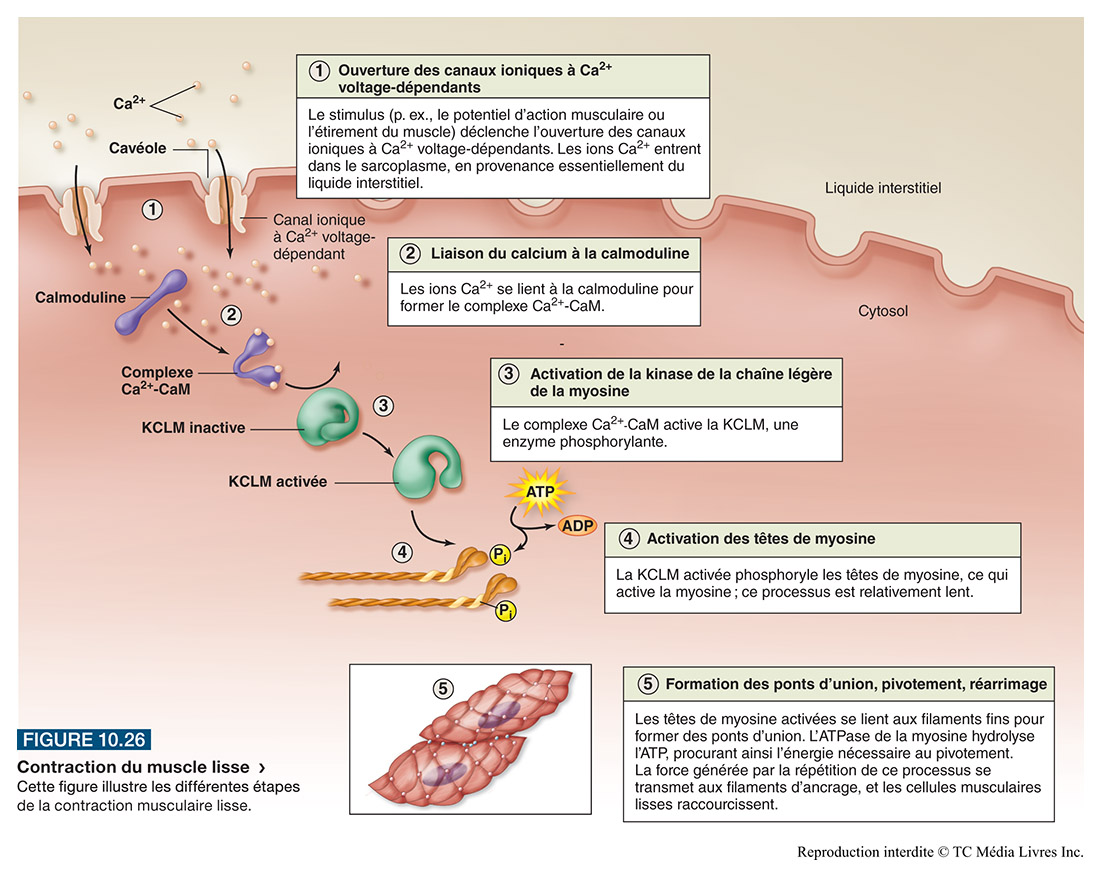 ① Ouverture des canaux ioniques à Ca²⁺
voltage-dépendants
Le stimulus (p. ex., le potentiel d’action musculaire ou
l’étirement du muscle) déclenche l’ouverture des canaux
ioniques à Ca²⁺ voltage-dépendants. Les ions Ca²⁺ entrent
dans le sarcoplasme, en provenance essentiellement du
liquide interstitiel.
Ca²⁺
Cavéole
Liquide interstitiel
①
Canal ionique
à Ca²⁺ voltage-
dépendant
② Liaison du calcium à la calmoduline
Les ions Ca²⁺ se lient à la calmoduline pour
former le complexe Ca²⁺-CaM.
Calmoduline
②
Cytosol
-
Complexe
Ca²⁺-CaM
③ Activation de la kinase de la chaîne légère
de la myosine
Le complexe Ca²⁺-CaM active la KCLM, une
enzyme phosphorylante.
③
KCLM inactive
KCLM activée
ATP
ADP
④
Pi
Pi
④ Activation des têtes de myosine
La KCLM activée phosphoryle les têtes de myosine, ce qui
active la myosine ; ce processus est relativement lent.
⑤
⑤ Formation des ponts d’union, pivotement, réarrimage
Les têtes de myosine activées se lient aux filaments fins pour
former des ponts d’union. L’ATPase de la myosine hydrolyse
l’ATP, procurant ainsi l’énergie nécessaire au pivotement.
La force générée par la répétition de ce processus se
transmet aux filaments d’ancrage, et les cellules musculaires
lisses raccourcissent.
FIGURE 10.26
Contraction du muscle lisse ›
Cette figure illustre les différentes étapes
de la contraction musculaire lisse.
Reproduction interdite © TC Média Livres Inc.